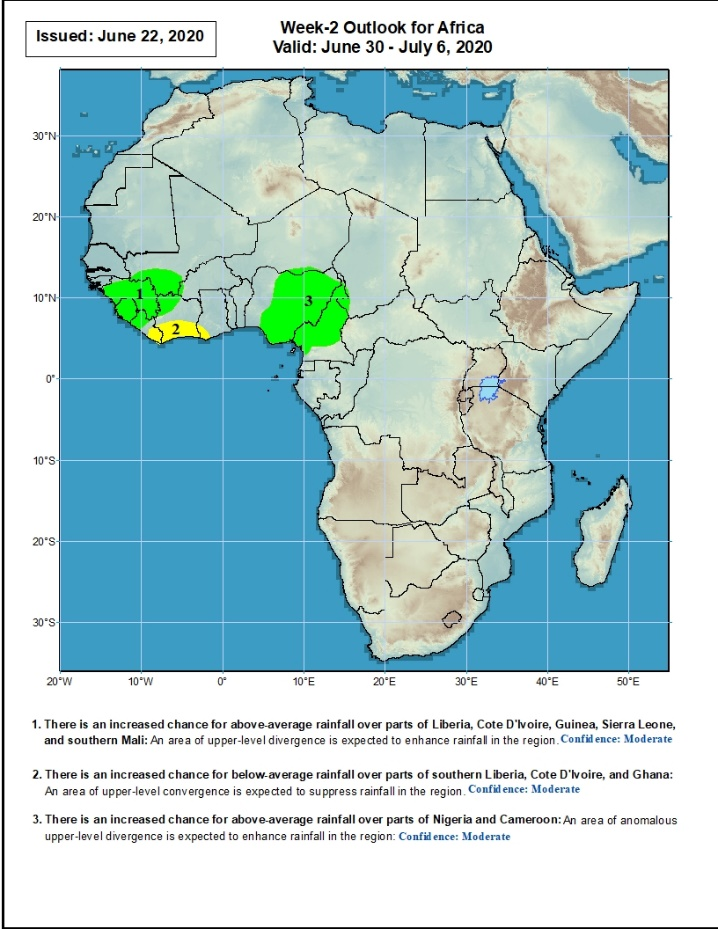 Issued: June 22, 2020
Week-2 Outlook for Africa
Valid: June 30 - July 6, 2020
30°N
20°N
10°N
0°
10°S
20°S
30°S
1
2
3
20°W 10°W 0° 10°E 20°E 30°E 40°E 50°E
1. There is an increased chance for above-average rainfall over parts of Liberia, Cote D'Ivoire, Guinea, Sierra Leone,
and southern Mali: An area of upper-level divergence is expected to enhance rainfall in the region. Confidence: Moderate
2. There is an increased chance for below-average rainfall over parts of southern Liberia, Cote D'Ivoire, and Ghana:
An area of upper-level convergence is expected to suppress rainfall in the region. Confidence: Moderate
3. There is an increased chance for above-average rainfall over parts of Nigeria and Cameroon: An area of anomalous
upper-level divergence is expected to enhance rainfall in the region: Confidence: Moderate